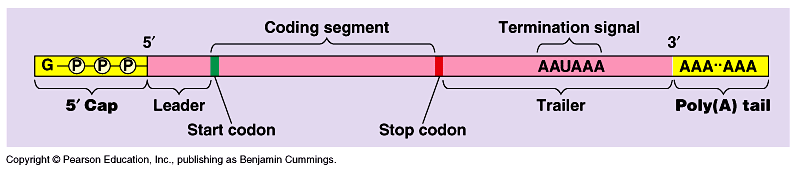 Coding segment Termination signal
5′ 3′
G P P P AAUAAA AAA··AAA
5′ Cap Leader Trailer Poly(A) tail
Start codon Stop codon
Copyright © Pearson Education, Inc., publishing as Benjamin Cummings.